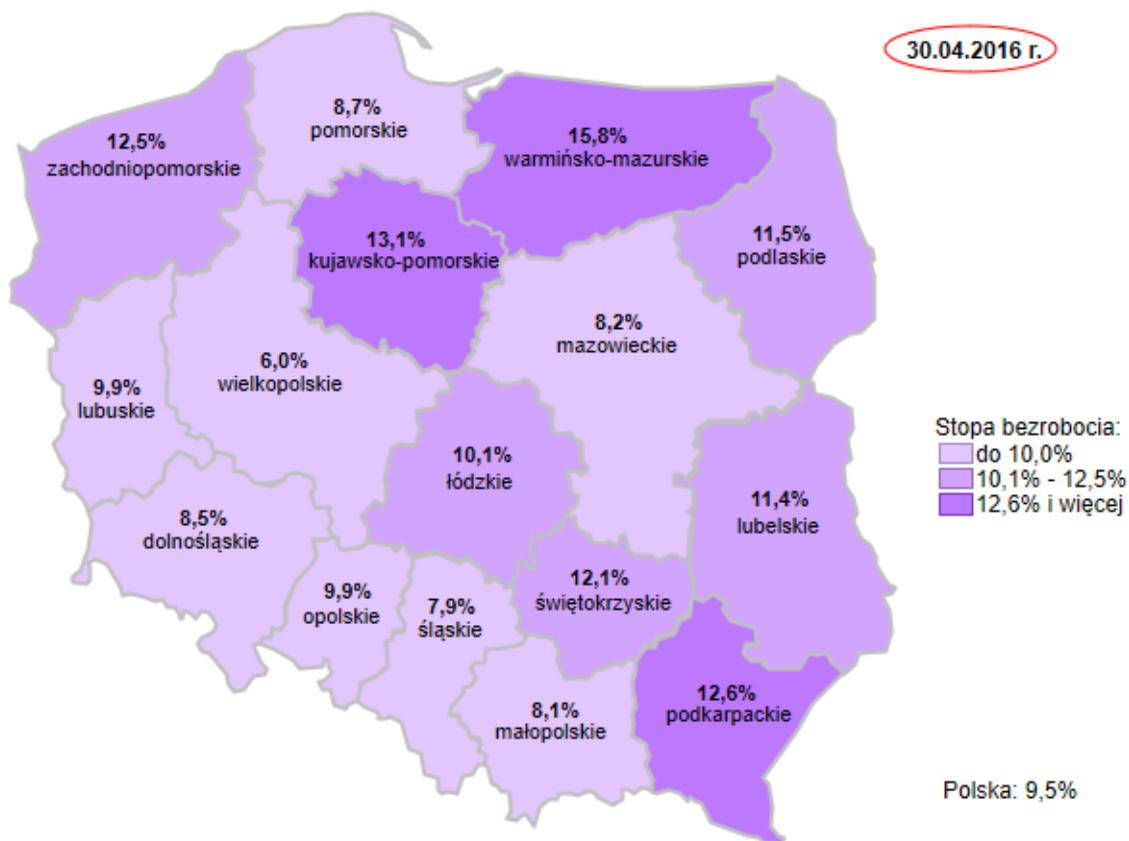 30.04.2016 r.
8,7%
pomorskie
12,5%
zachodniopomorskie
15,8%
warmińsko-mazurskie
13,1%
kujawsko-pomorskie
11,5%
podlaskie
8,2%
mazowieckie
6,0%
wielkopolskie
9,9%
lubuskie
10,1%
łódzkie
11,4%
lubelskie
8,5%
dolnośląskie
9,9%
opolskie
7,9%
śląskie
12,1%
świętokrzyskie
8,1%
małopolskie
12,6%
podkarpackie
Stopa bezrobocia:
do 10,0%
10,1% - 12,5%
12,6% i więcej
Polska: 9,5%